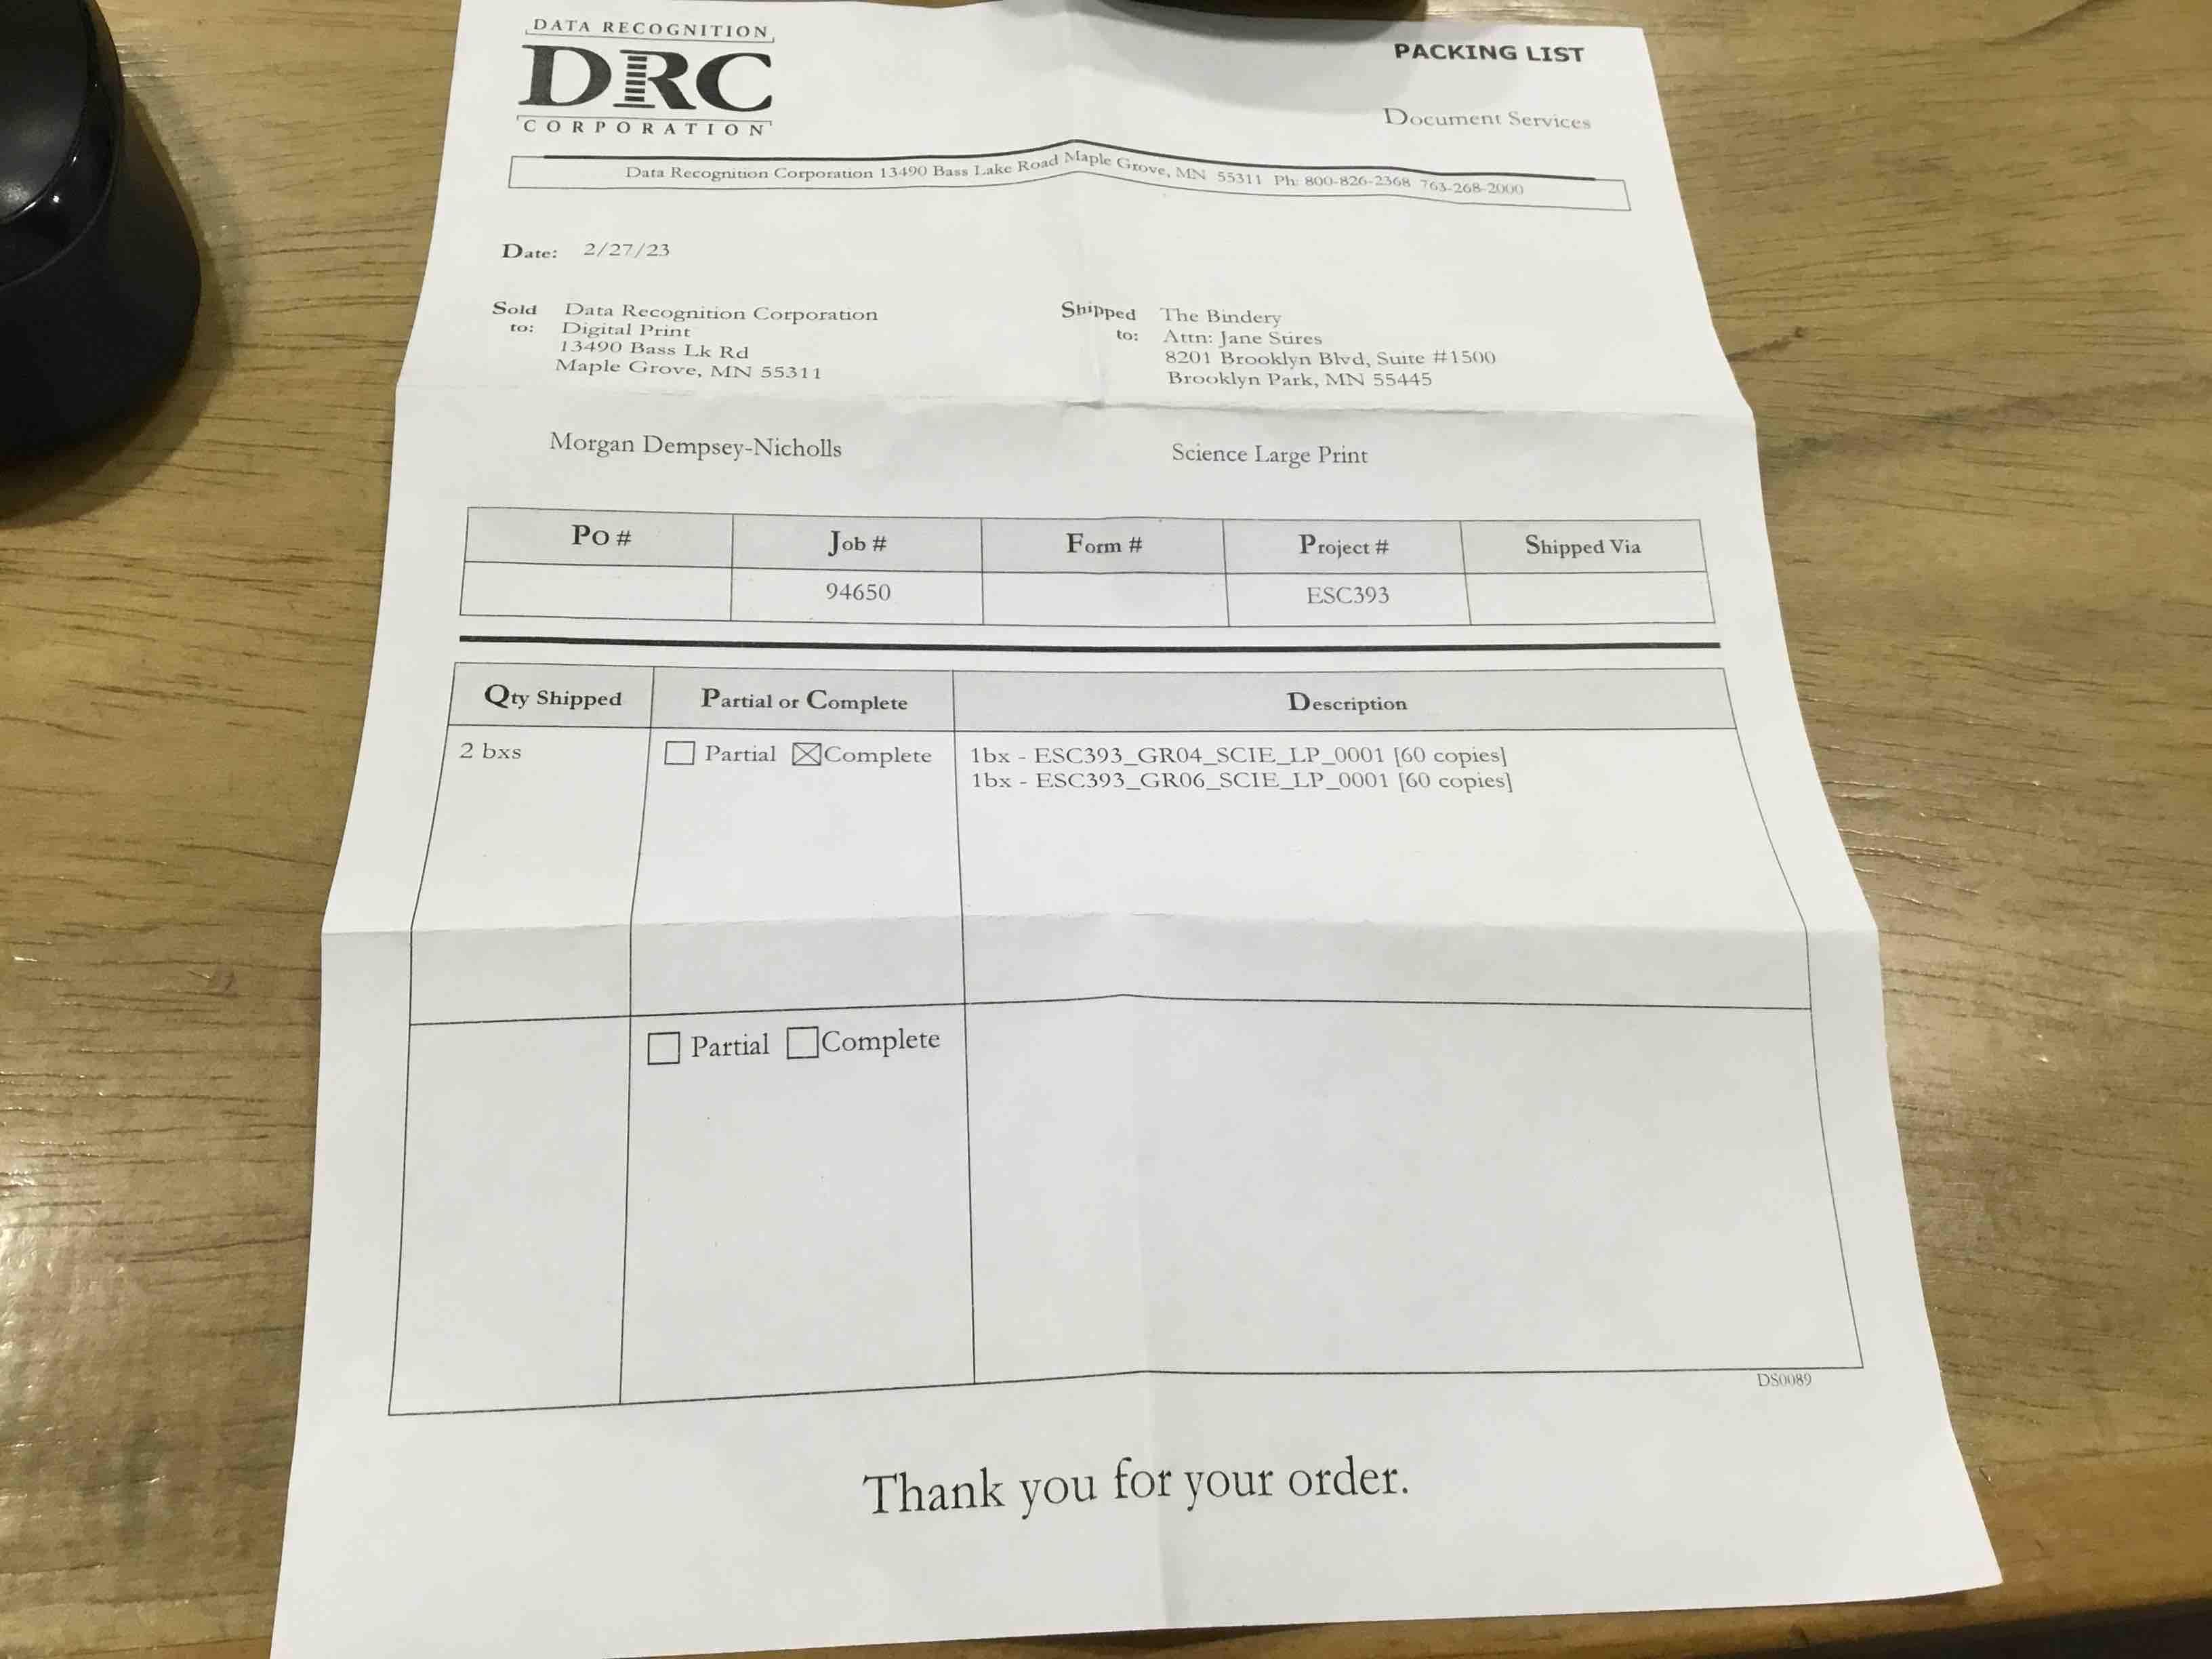 DATA RECOGNITION
DRC
CORPORATION
PACKING LIST
Document Services
Data Recognition Corporation 13490 Bass Lake Road Maple Grove, MN 55311 Ph: 800-826-2368 763-268-2000
Date: 2/27/23
Sold to: Data Recognition Corporation
Digital Print
13490 Bass Lk Rd
Maple Grove, MN 55311
Shipped to: The Bindery
Attn: Jane Stires
8201 Brooklyn Blvd, Suite #1500
Brooklyn Park, MN 55445
Morgan Dempsey-Nicholls
Science Large Print
PO # Job # Form # Project # Shipped Via
94650 ESC393
Qty Shipped Partial or Complete Description
2 bxs Partial Complete 1bx - ESC393_GR04_SCIE_LP_0001 [60 copies]
1bx - ESC393_GR06_SCIE_LP_0001 [60 copies]
Partial Complete
DS0089
Thank you for your order.